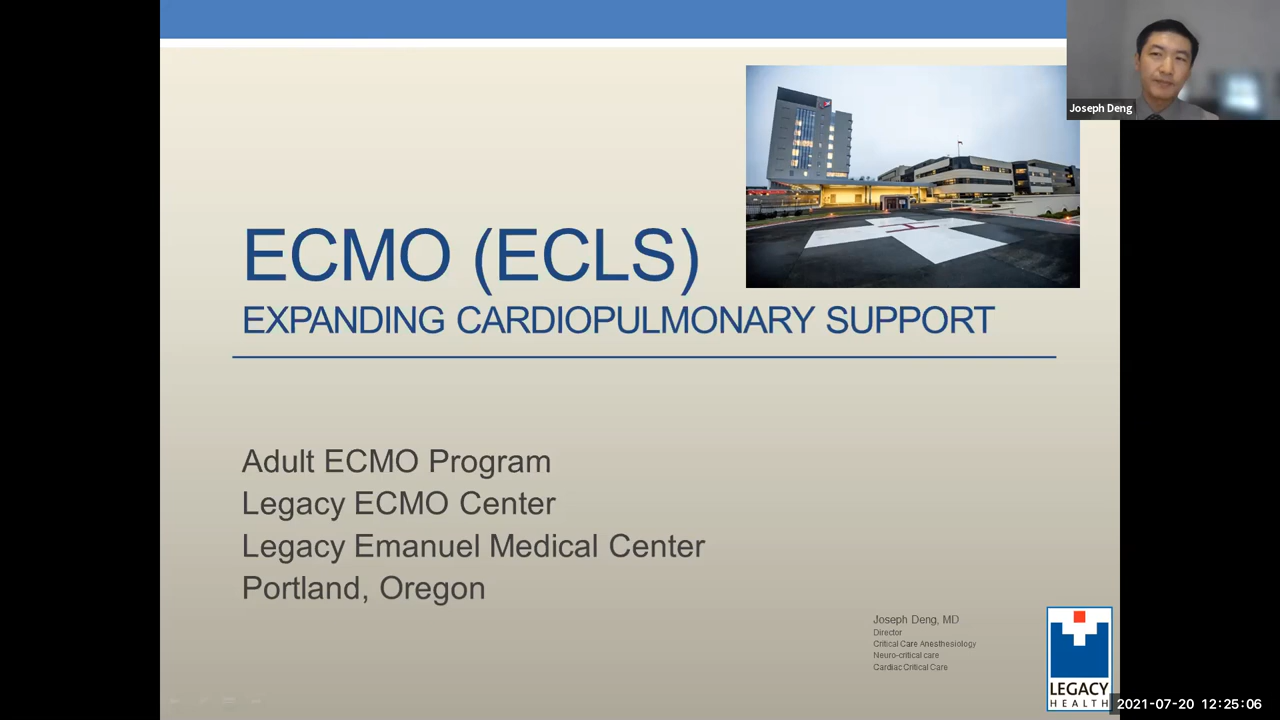 ECMO (ECLS)
EXPANDING CARDIOPULMONARY SUPPORT
Adult ECMO Program
Legacy ECMO Center
Legacy Emanuel Medical Center
Portland, Oregon
Joseph Deng, MD
Director
Critical Care Anesthesiology
Neuro-critical care
Cardiac Critical Care
LEGACY
HEALTH
Joseph Deng
H
2021-07-20 12:25:06